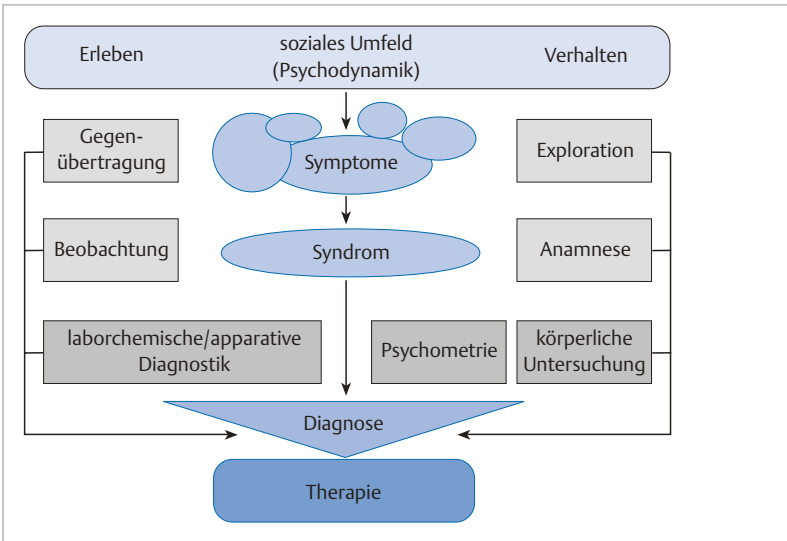 Erleben
soziales Umfeld
(Psychodynamik)
Verhalten
Gegen-
übertragung
Symptome
Exploration
Beobachtung
Syndrom
Anamnese
laborchemische/apparative
Diagnostik
Psychometrie
körperliche
Untersuchung
Diagnose
Therapie